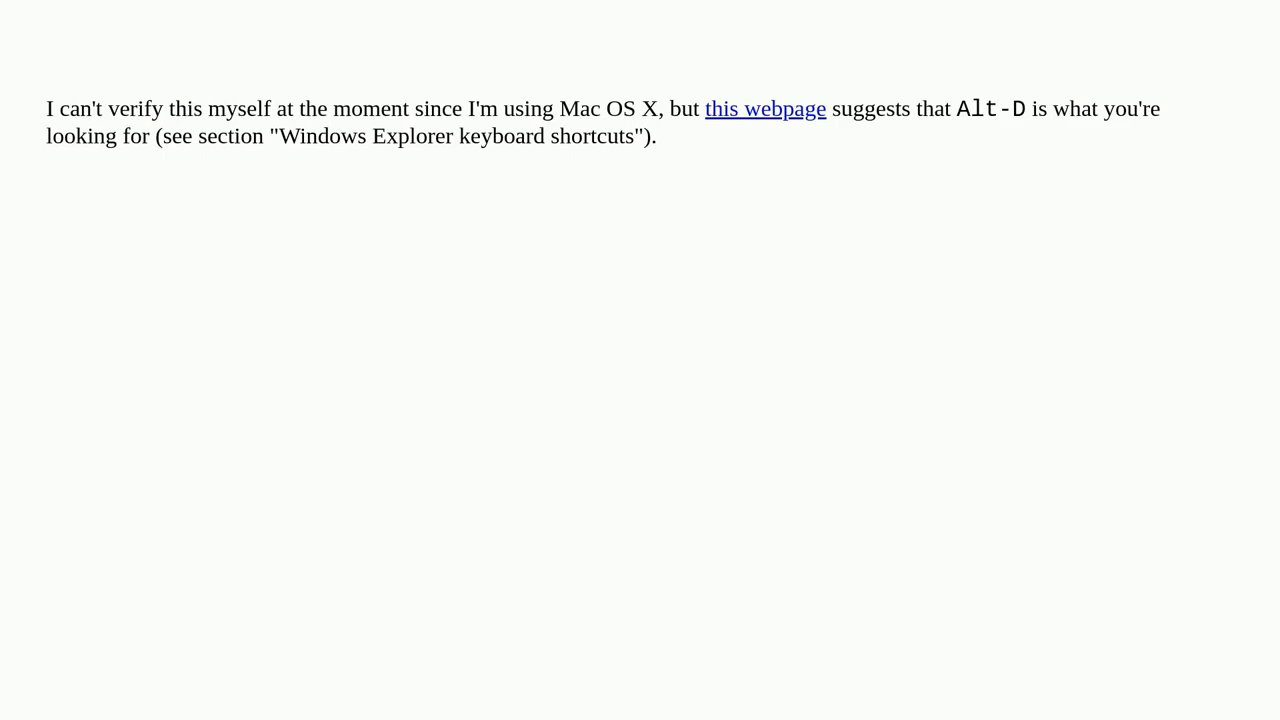 I can't verify this myself at the moment since I'm using Mac OS X, but this webpage suggests that Alt-D is what you're
looking for (see section "Windows Explorer keyboard shortcuts").